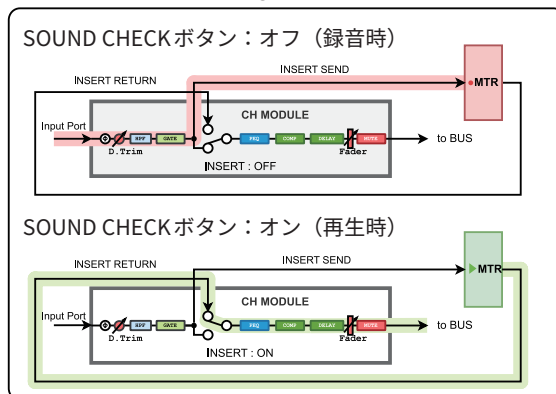 SOUND CHECKボタン：オフ（録音時）
INSERT RETURN
INSERT SEND
MTR
CH MODULE
Input Port
Φ
HPF
GATE
PEQ
COMP
DELAY
MUTE
to BUS
D.Trim
Fader
INSERT : OFF
SOUND CHECKボタン：オン（再生時）
INSERT RETURN
INSERT SEND
MTR
CH MODULE
Input Port
Φ
HPF
GATE
PEQ
COMP
DELAY
MUTE
to BUS
D.Trim
Fader
INSERT : ON